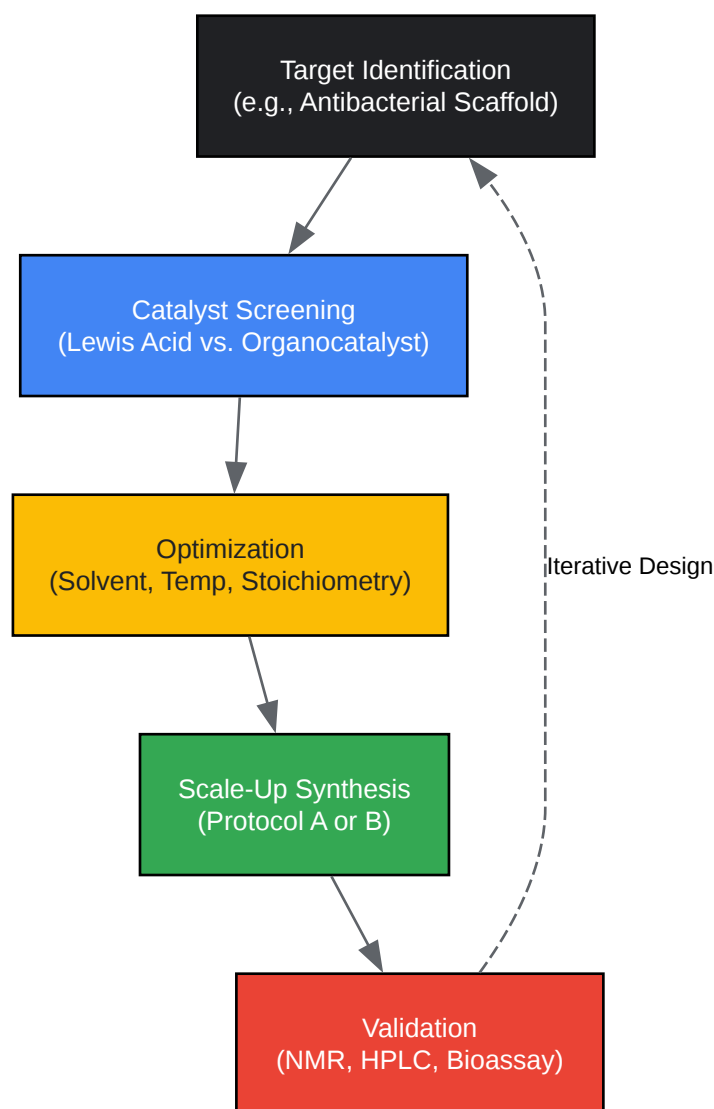 Target Identification
(e.g., Antibacterial Scaffold)
Catalyst Screening
(Lewis Acid vs. Organocatalyst)
Optimization
(Solvent, Temp, Stoichiometry)
Iterative Design
Scale-Up Synthesis
(Protocol A or B)
Validation
(NMR, HPLC, Bioassay)